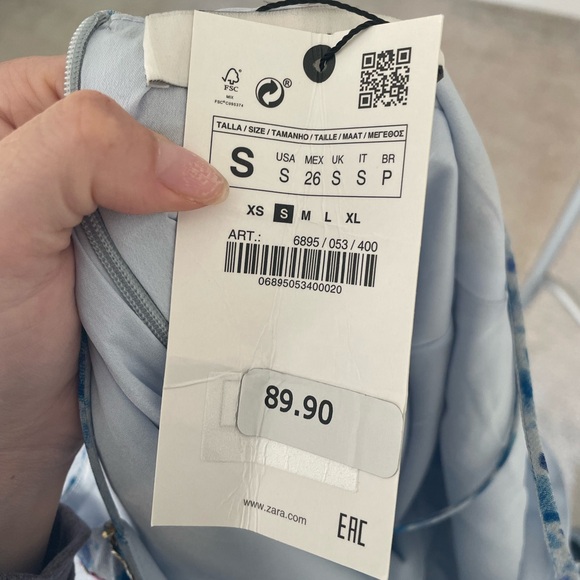 FSC
MIX
®
TALLA / SIZE / TAMANHO / TAILLE / MAAT / ΜΕΓΕΘΟΣ
S
USA MEX UK IT BR
S 26 S S P
XS S M L XL
ART.: 6895 / 053 / 400
06895053400020
89.90
www.zara.com
EAC